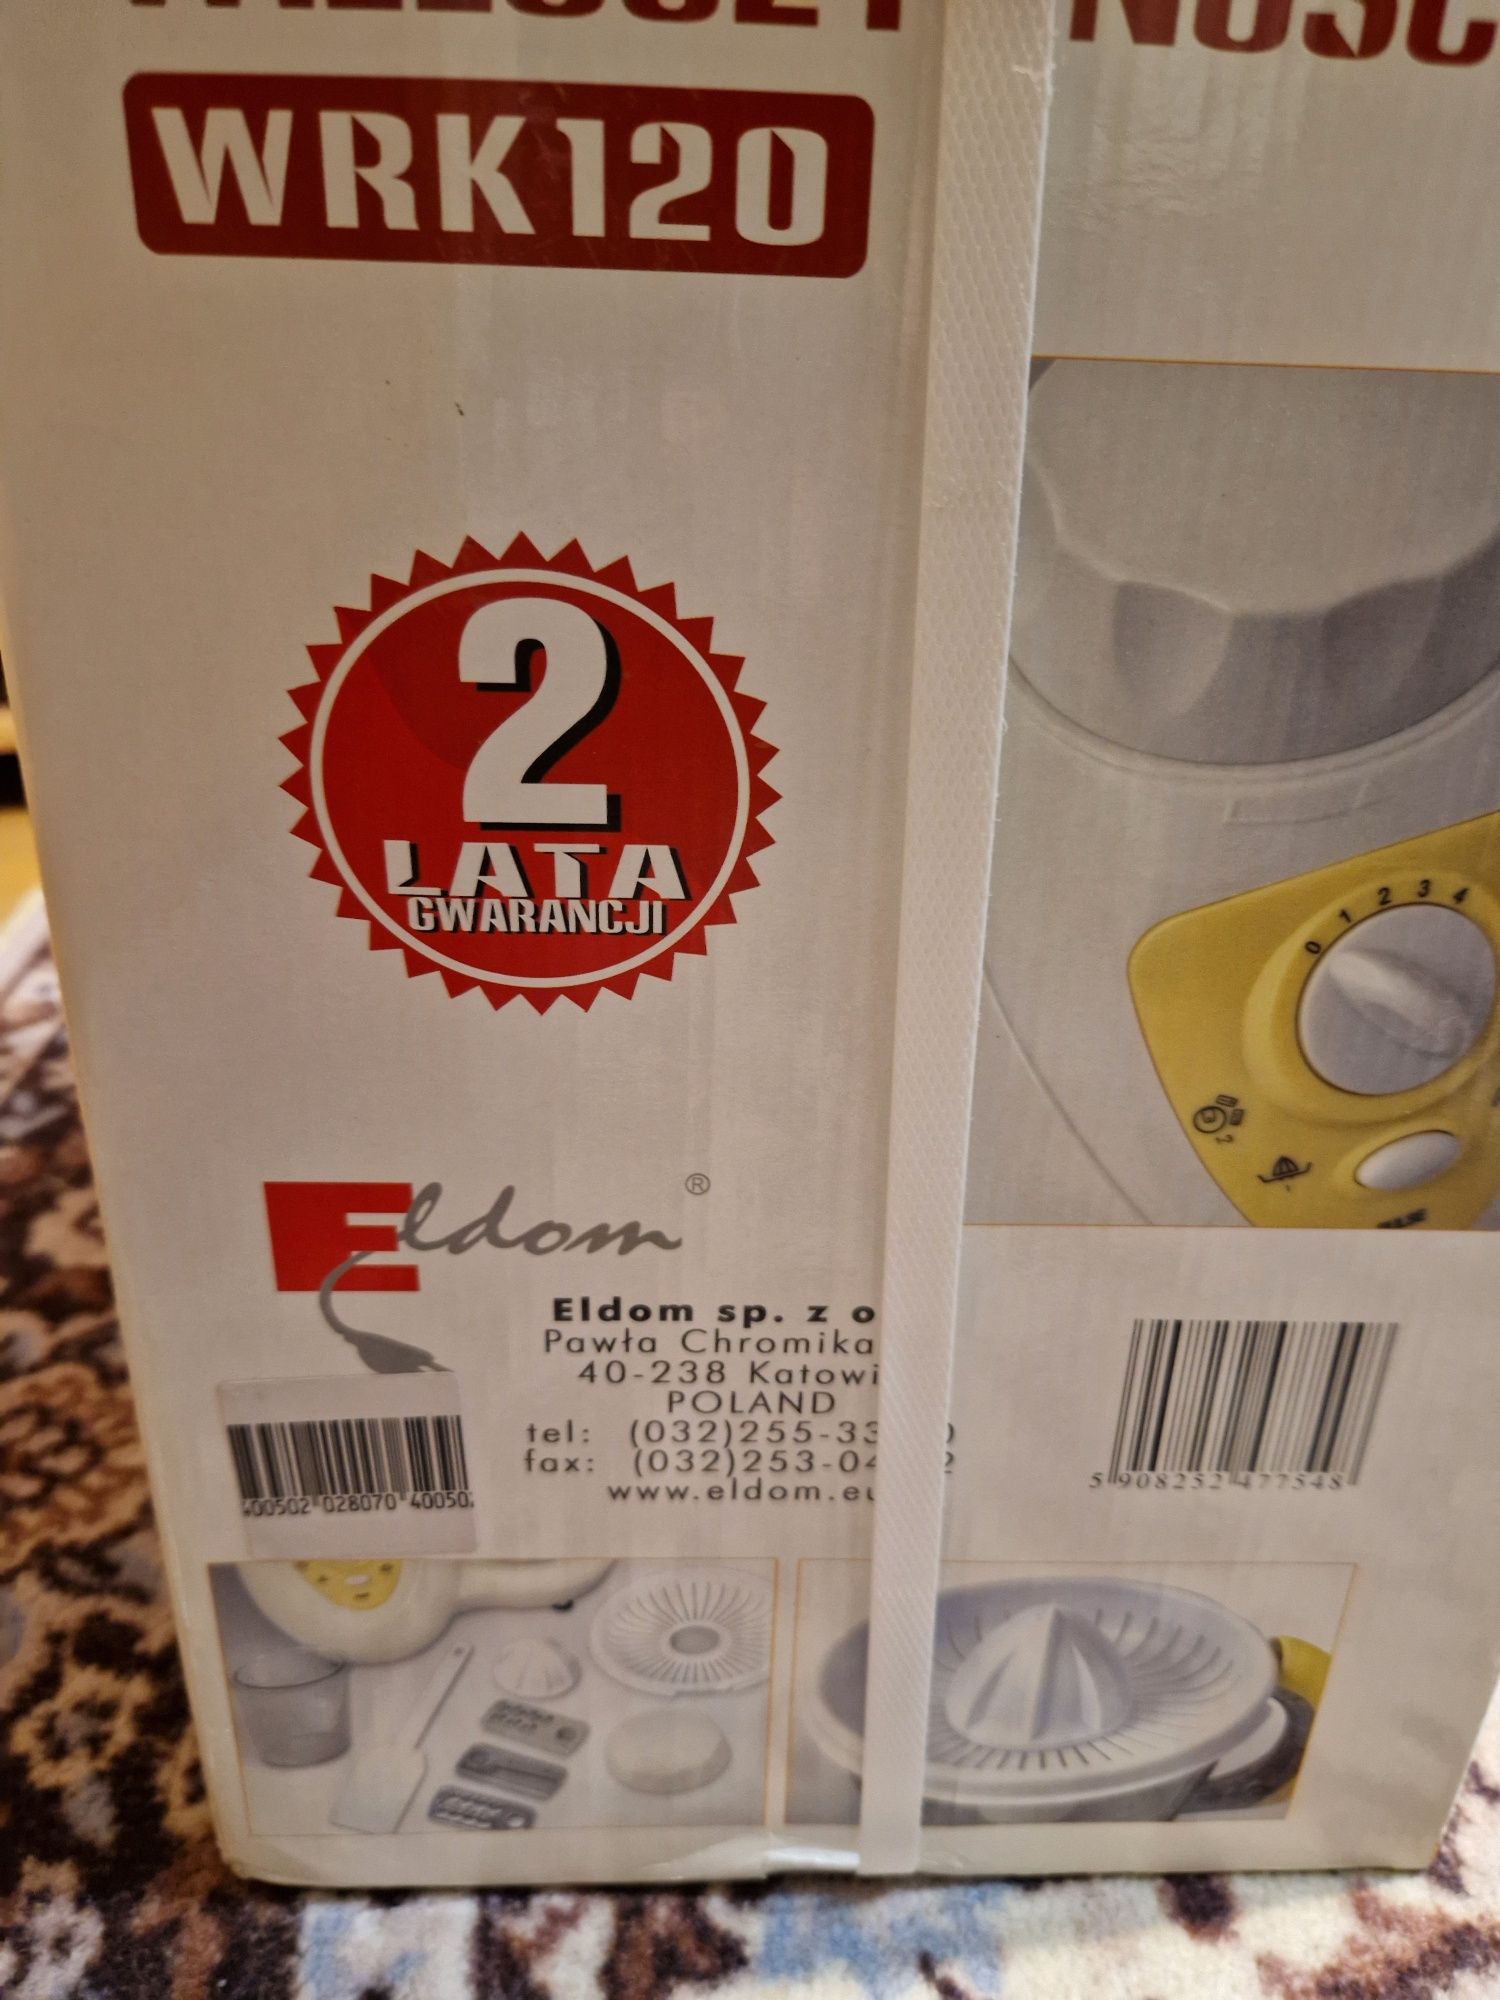 WRK120
2
LATA
GWARANCJI
0 1 2 3 4
Eldom ®
Eldom sp. z o
Pawła Chromika
40-238 Katowi
POLAND
tel: (032)255-33
fax: (032)253-04 2
www.eldom.eu
400502 028070 40050
5 908252 477548